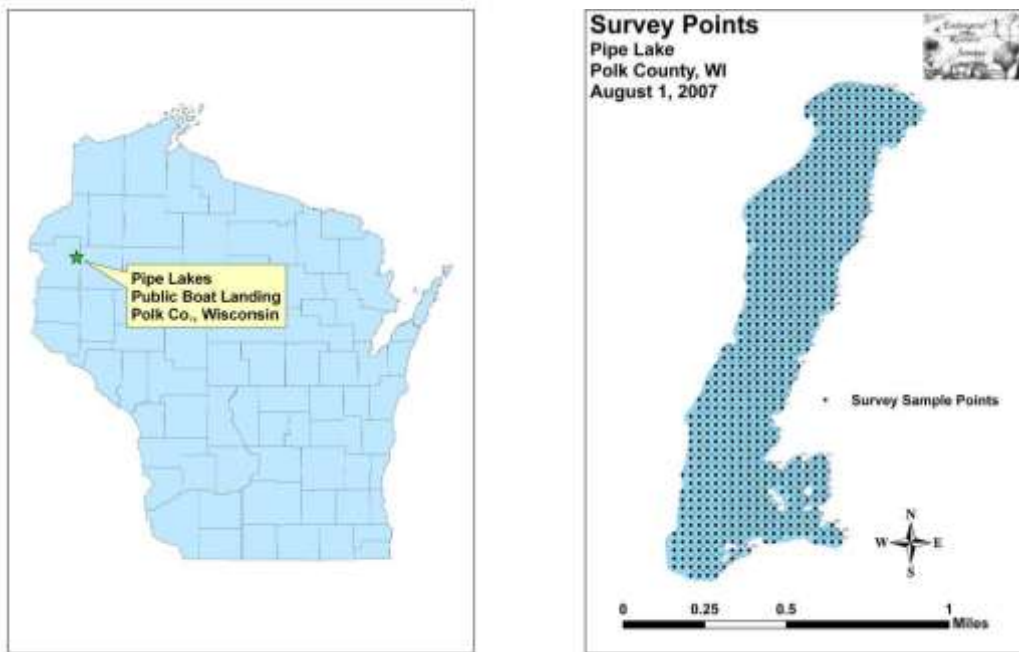 Pipe Lakes
Public Boat Landing
Polk Co., Wisconsin
Survey Points
Pipe Lake
Polk County, WI
August 1, 2007
Survey Sample Points
N
W E
S
0 0.25 0.5 1
Miles